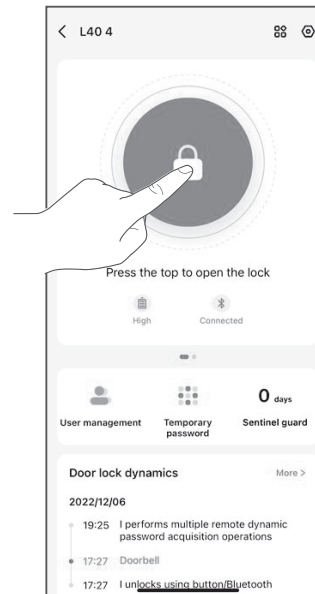 L40 4
Press the top to open the lock
High
Connected
User management
Temporary
password
0 days
Sentinel guard
Door lock dynamics
More >
2022/12/06
19:25 I performs multiple remote dynamic
password acquisition operations
17:27 Doorbell
17:27 I unlocks using button/Bluetooth